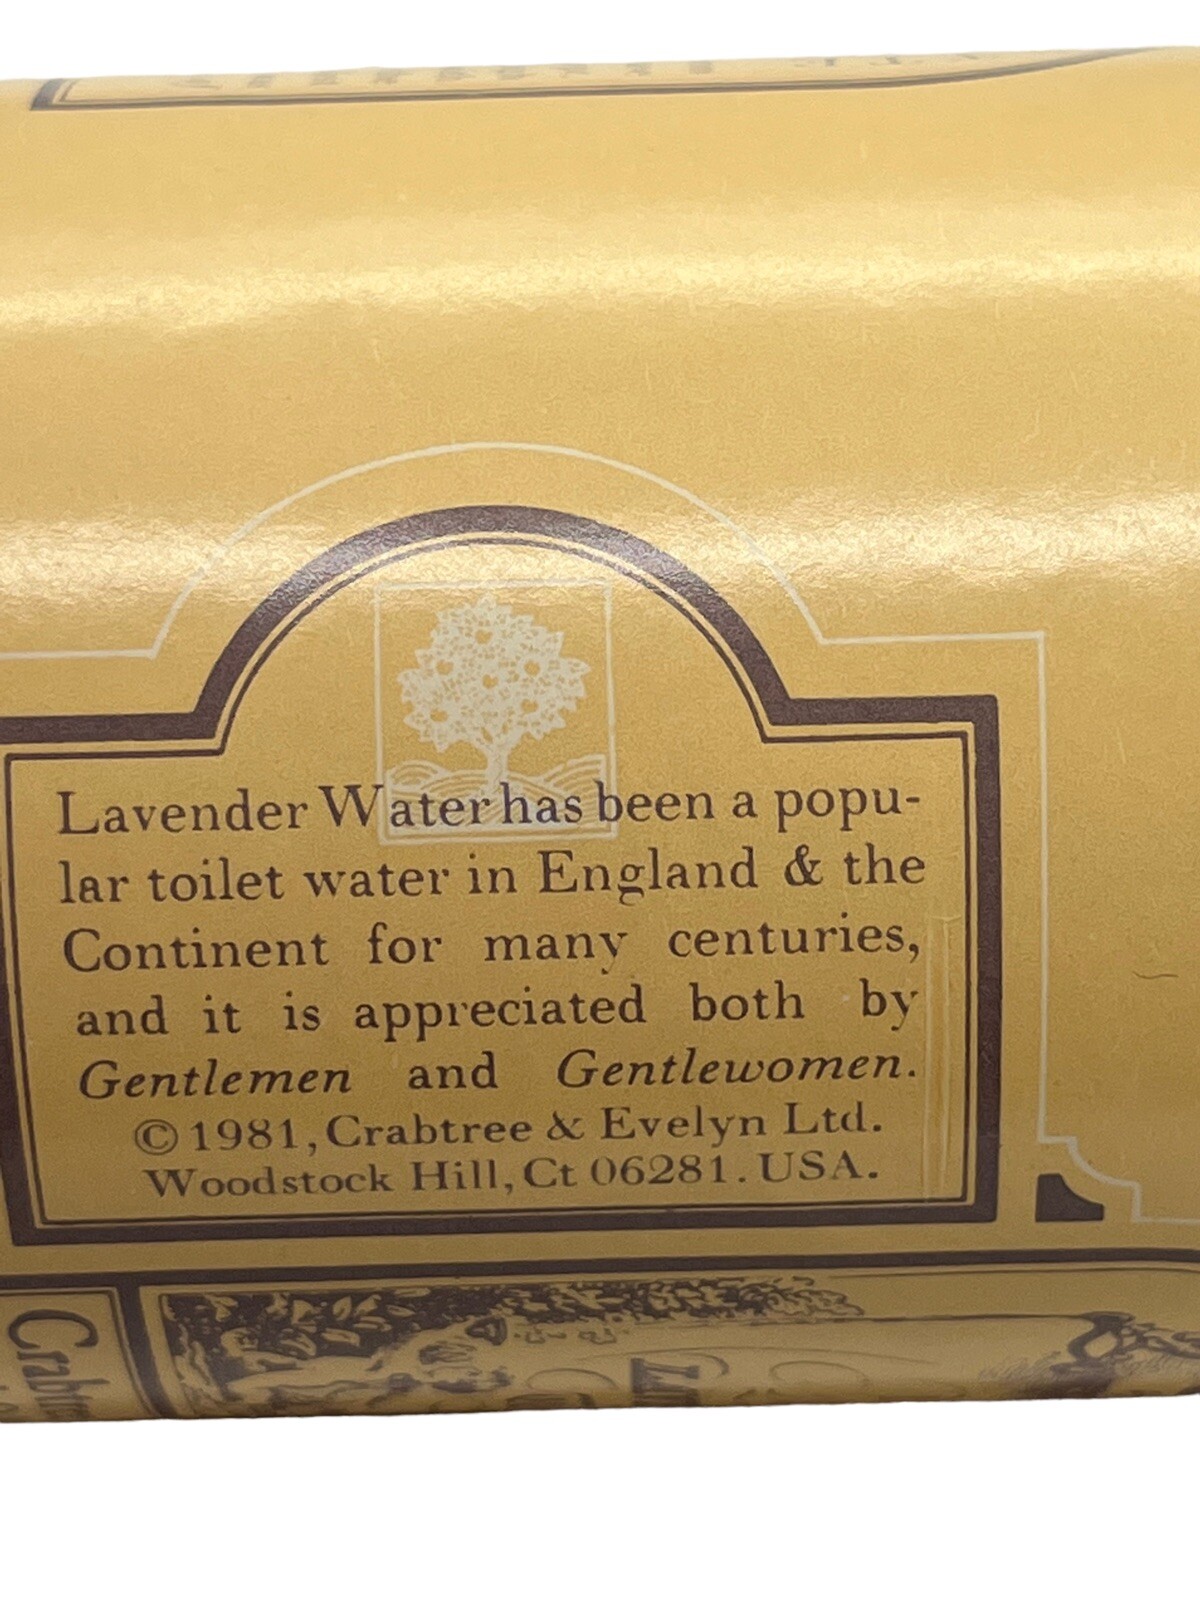 Lavender Water has been a popu-
lar toilet water in England & the
Continent for many centuries,
and it is appreciated both by
Gentlemen and Gentlewomen.
© 1981, Crabtree & Evelyn Ltd.
Woodstock Hill, Ct 06281. USA.